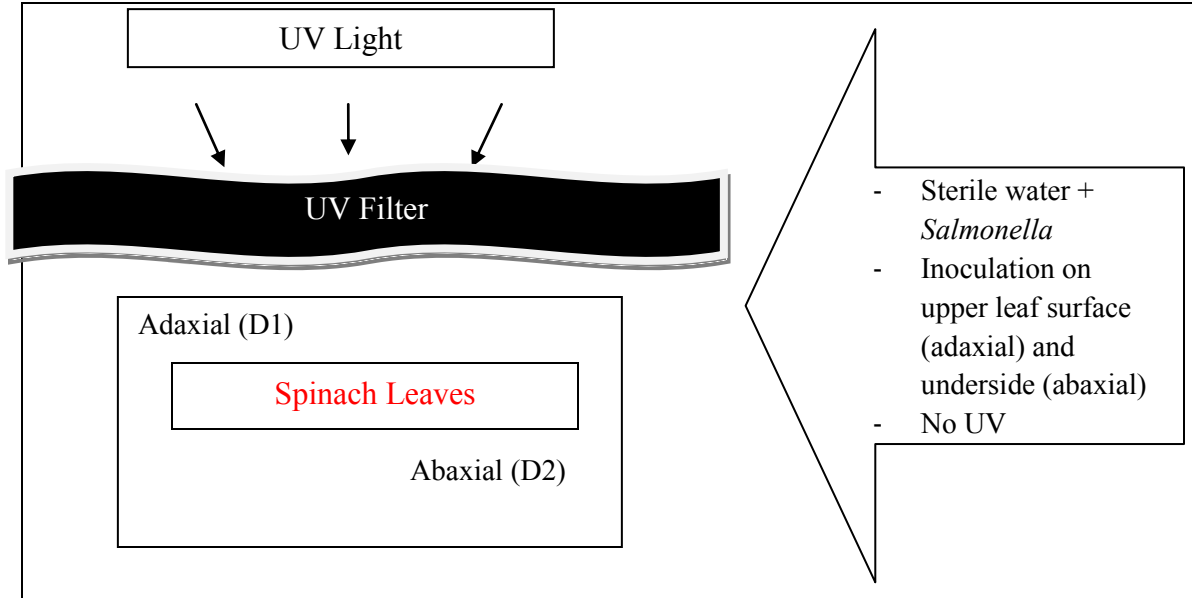 UV Light
UV Filter
Adaxial (D1)
Spinach Leaves
Abaxial (D2)
- Sterile water +
Salmonella
- Inoculation on
upper leaf surface
(adaxial) and
underside (abaxial)
- No UV